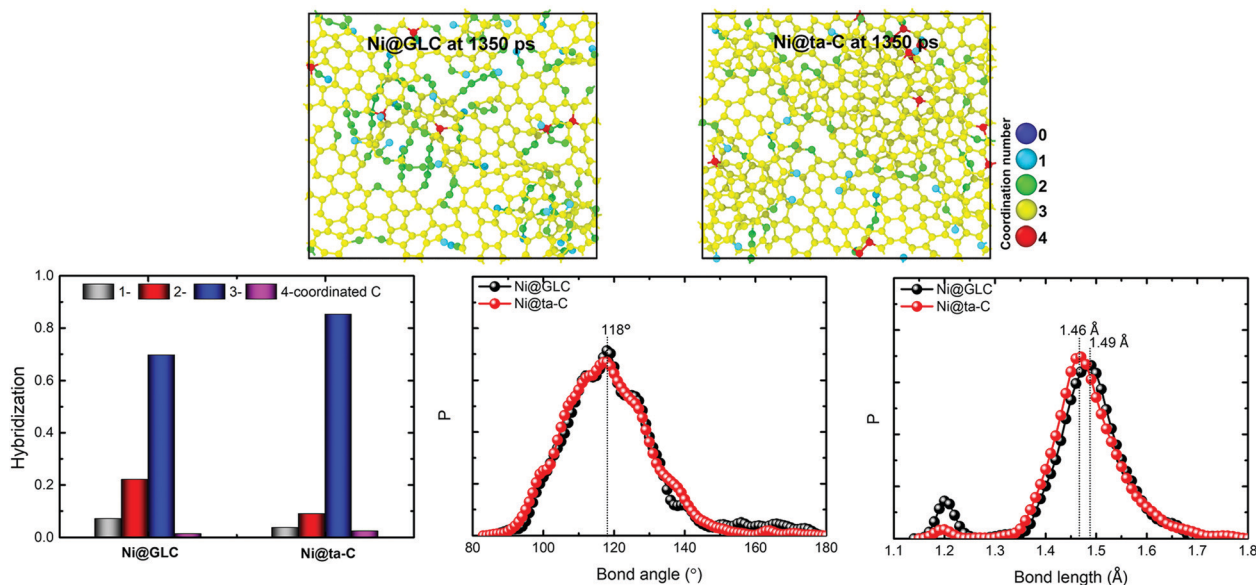 Ni@GLC at 1350 ps
Ni@ta-C at 1350 ps
Coordination number
0
1
2
3
4
1.0
0.8
0.6
0.4
0.2
0.0
Hybridization
1- 2- 3- 4-coordinated C
Ni@GLC Ni@ta-C
P
Ni@GLC
Ni@ta-C
118°
80 100 120 140 160 180
Bond angle (°)
P
Ni@GLC
Ni@ta-C
1.46 Å
1.49 Å
1.1 1.2 1.3 1.4 1.5 1.6 1.7 1.8
Bond length (Å)